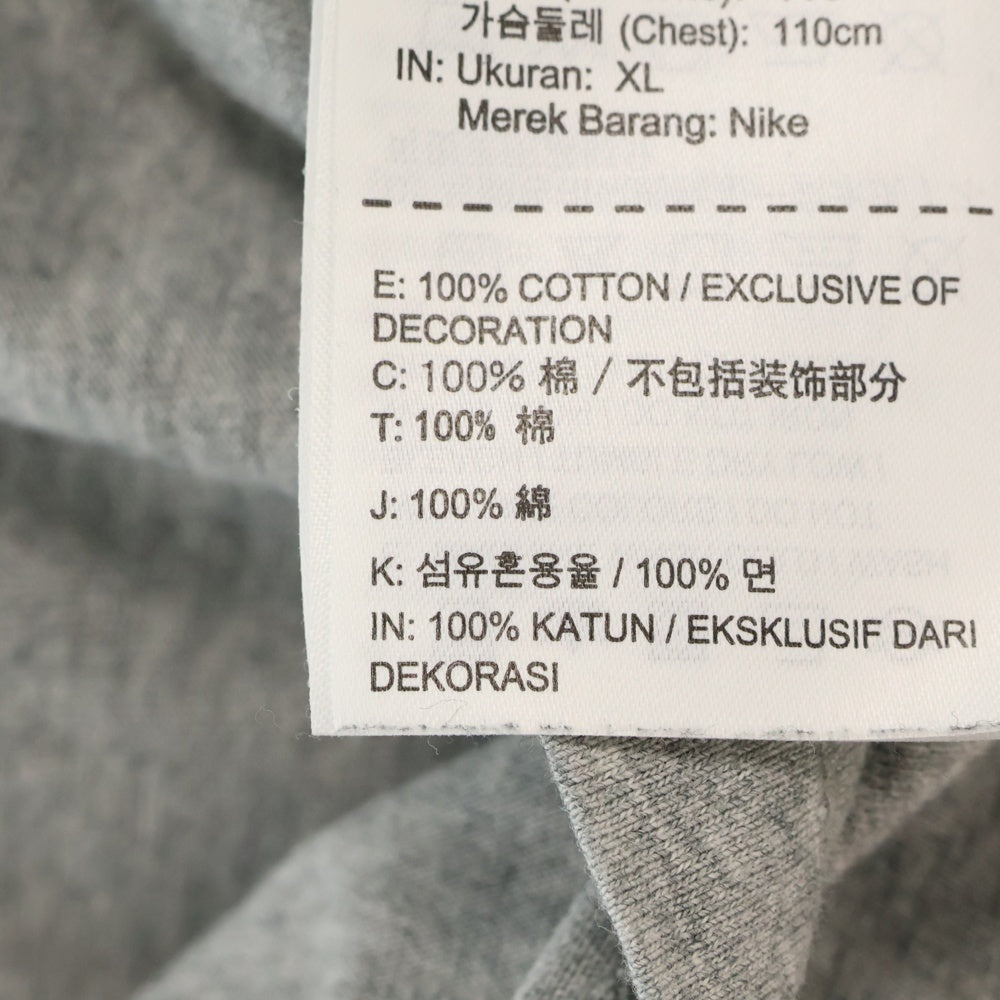 가슴둘레 (Chest): 110cm
IN: Ukuran: XL
Merek Barang: Nike
E: 100% COTTON / EXCLUSIVE OF
DECORATION
C: 100% 棉 / 不包括装饰部分
T: 100% 棉
J: 100% 綿
K: 섬유혼용율 / 100% 면
IN: 100% KATUN / EKSKLUSIF DARI
DEKORASI